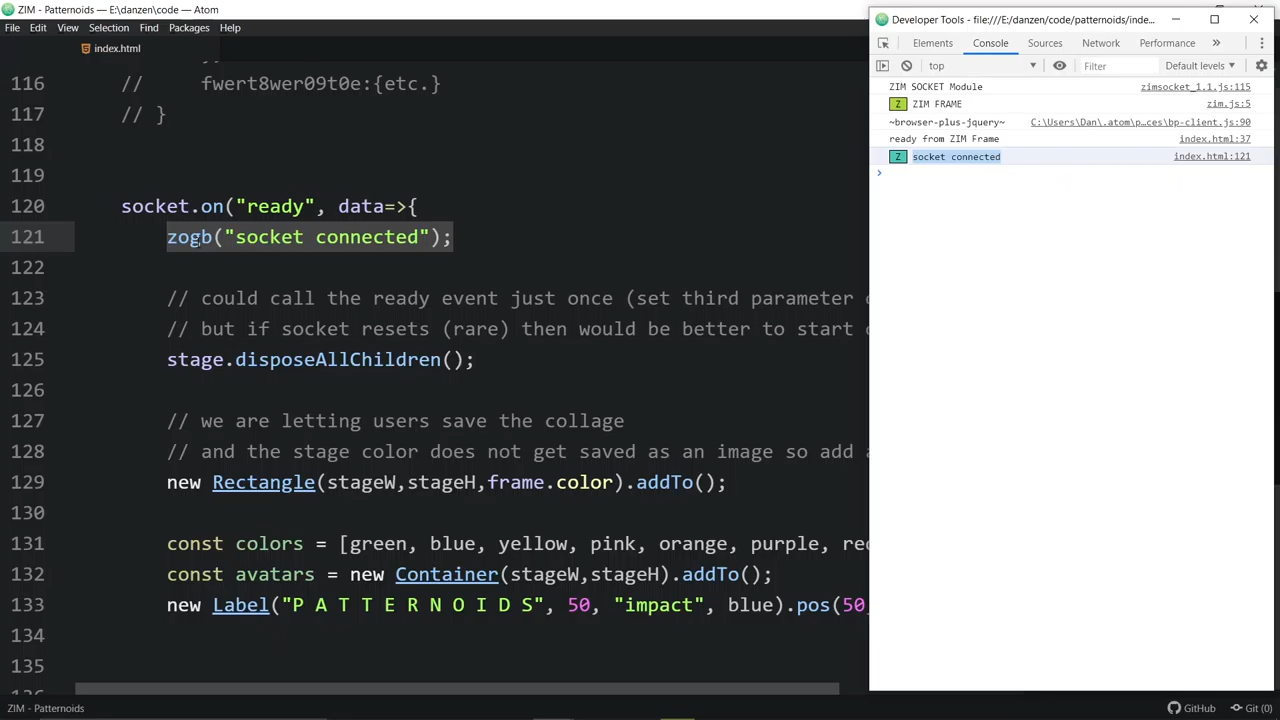 ZIM - Patternoids — E:\danzen\code — Atom
File Edit View Selection Find Packages Help
index.html
116 // fwert8wer09t0e:{etc.}
117 // }
118
119
120 socket.on("ready", data=>{
121 zogb("socket connected");
122
123 // could call the ready event just once (set third parameter
124 // but if socket resets (rare) then would be better to start
125 stage.disposeAllChildren();
126
127 // we are letting users save the collage
128 // and the stage color does not get saved as an image so add
129 new Rectangle(stageW,stageH,frame.color).addTo();
130
131 const colors = [green, blue, yellow, pink, orange, purple, re
132 const avatars = new Container(stageW,stageH).addTo();
133 new Label("P A T T E R N O I D S", 50, "impact", blue).pos(50
134
135
ZIM - Patternoids
GitHub Git (0)
Developer Tools - file:///E:/danzen/code/patternoids/inde...
Elements Console Sources Network Performance »
top Filter Default levels
ZIM SOCKET Module zimsocket_1.1.js:115
Z ZIM FRAME zim.js:5
~browser-plus-jquery~ C:\Users\Dan\.atom\p…ces\bp-client.js:90
ready from ZIM Frame index.html:37
Z socket connected index.html:121